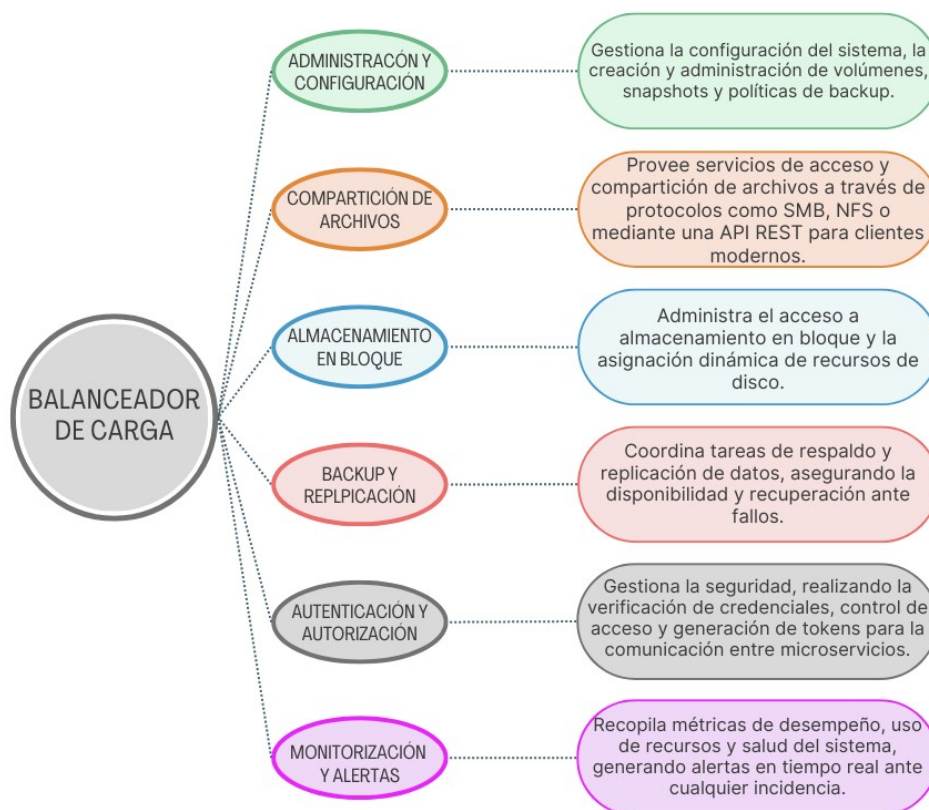 BALANCEADOR
DE CARGA
ADMINISTRACÓN Y
CONFIGURACIÓN
Gestiona la configuración del sistema, la
creación y administración de volúmenes,
snapshots y políticas de backup.
COMPARTICIÓN DE
ARCHIVOS
Provee servicios de acceso y
compartición de archivos a través de
protocolos como SMB, NFS o
mediante una API REST para clientes
modernos.
ALMACENAMIENTO
EN BLOQUE
Administra el acceso a
almacenamiento en bloque y la
asignación dinámica de recursos de
disco.
BACKUP Y
REPLPICACIÓN
Coordina tareas de respaldo y
replicación de datos, asegurando la
disponibilidad y recuperación ante
fallos.
AUTENTICACIÓN Y
AUTORIZACIÓN
Gestiona la seguridad, realizando la
verificación de credenciales, control de
acceso y generación de tokens para la
comunicación entre microservicios.
MONITORIZACIÓN
Y ALERTAS
Recopila métricas de desempeño, uso
de recursos y salud del sistema,
generando alertas en tiempo real ante
cualquier incidencia.